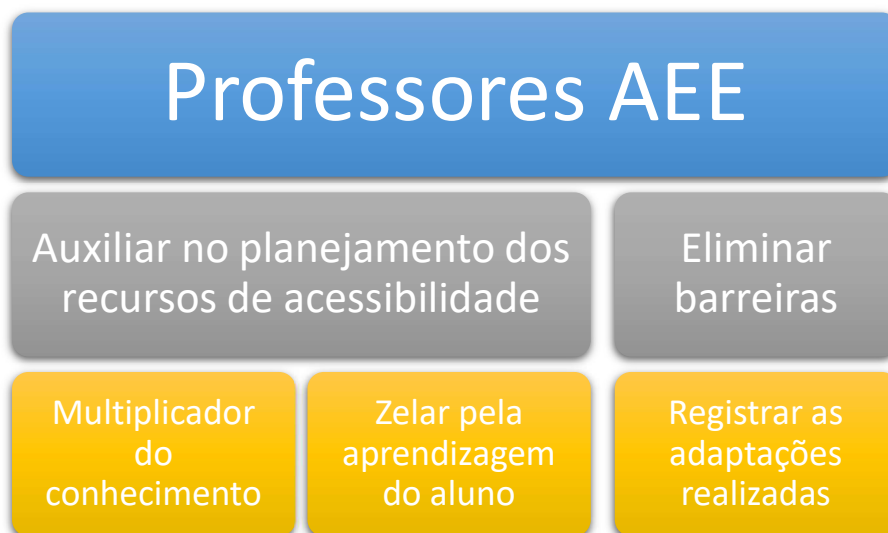 Professores AEE
Auxiliar no planejamento dos
recursos de acessibilidade
Eliminar
barreiras
Multiplicador
do
conhecimento
Zelar pela
aprendizagem
do aluno
Registrar as
adaptações
realizadas